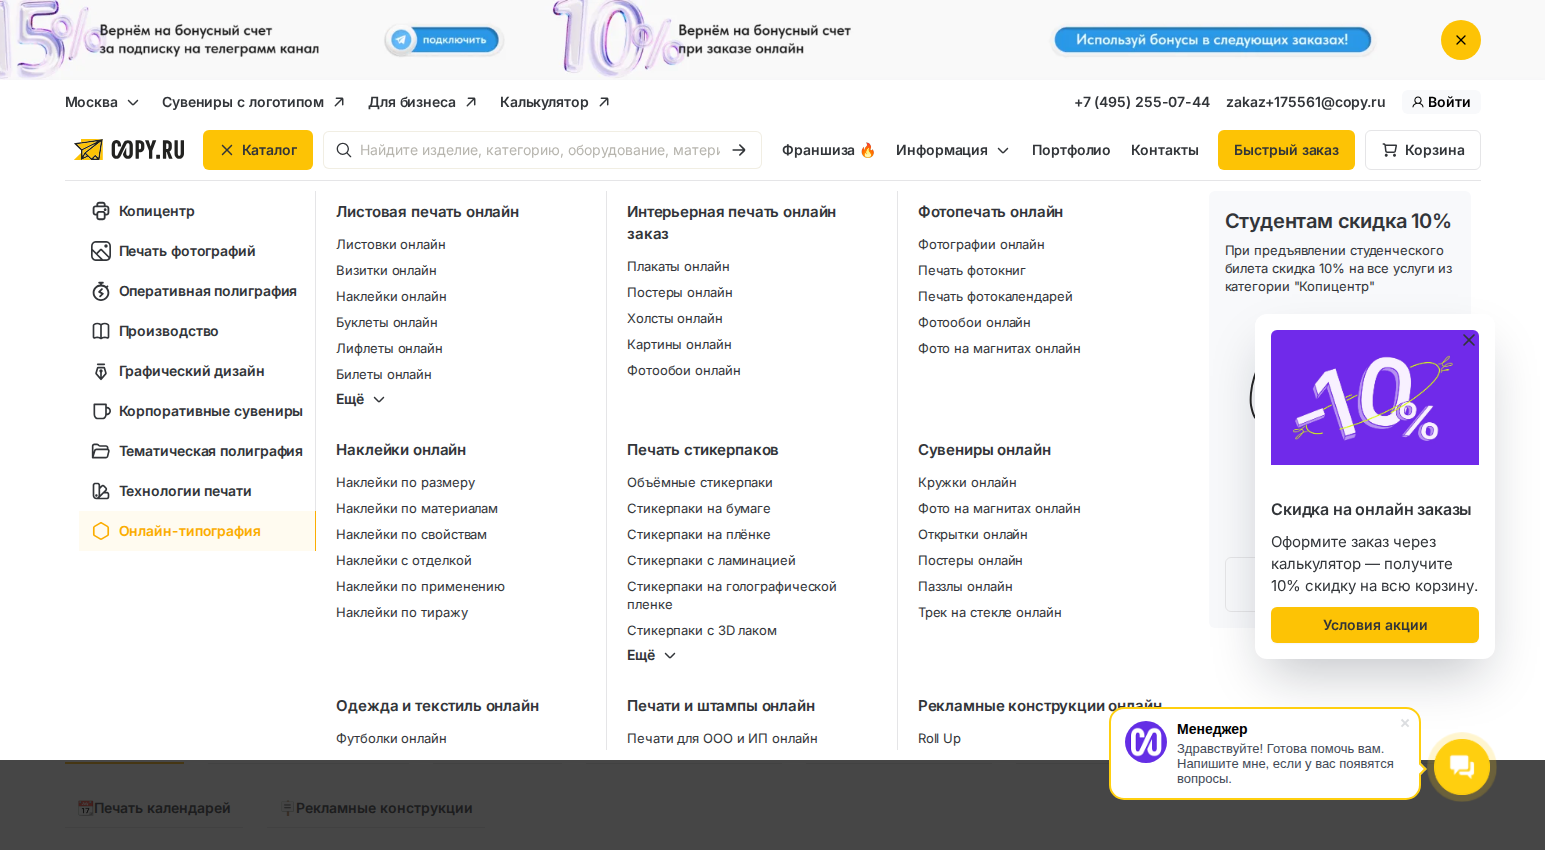 15%
Вернём на бонусный счет
за подписку на телеграмм канал
подключить
10%
Вернём на бонусный счет
при заказе онлайн
Используй бонусы в следующих заказах!
Москва
Сувениры с логотипом
Для бизнеса
Калькулятор
+7 (495) 255-07-44
zakaz+175561@copy.ru
Войти
COPY.RU
Каталог
Найдите изделие, категорию, оборудование, матери
Франшиза 🔥
Информация
Портфолио
Контакты
Быстрый заказ
Корзина
Копицентр
Печать фотографий
Оперативная полиграфия
Производство
Графический дизайн
Корпоративные сувениры
Тематическая полиграфия
Технологии печати
Онлайн-типография
Листовая печать онлайн
Листовки онлайн
Визитки онлайн
Наклейки онлайн
Буклеты онлайн
Лифлеты онлайн
Билеты онлайн
Ещё
Интерьерная печать онлайн
заказ
Плакаты онлайн
Постеры онлайн
Холсты онлайн
Картины онлайн
Фотообои онлайн
Фотопечать онлайн
Фотографии онлайн
Печать фотокниг
Печать фотокалендарей
Фотообои онлайн
Фото на магнитах онлайн
Наклейки онлайн
Наклейки по размеру
Наклейки по материалам
Наклейки по свойствам
Наклейки с отделкой
Наклейки по применению
Наклейки по тиражу
Печать стикерпаков
Объёмные стикерпаки
Стикерпаки на бумаге
Стикерпаки на плёнке
Стикерпаки с ламинацией
Стикерпаки на голографической
пленке
Стикерпаки с 3D лаком
Ещё
Сувениры онлайн
Кружки онлайн
Фото на магнитах онлайн
Открытки онлайн
Постеры онлайн
Паззлы онлайн
Трек на стекле онлайн
Одежда и текстиль онлайн
Футболки онлайн
Печати и штампы онлайн
Печати для ООО и ИП онлайн
Рекламные конструкции онлайн
Roll Up
Студентам скидка 10%
При предъявлении студенческого
билета скидка 10% на все услуги из
категории "Копицентр"
-10%
Скидка на онлайн заказы
Оформите заказ через
калькулятор — получите
10% скидку на всю корзину.
Условия акции
Менеджер
Здравствуйте! Готова помочь вам.
Напишите мне, если у вас появятся
вопросы.
Печать календарей
Рекламные конструкции